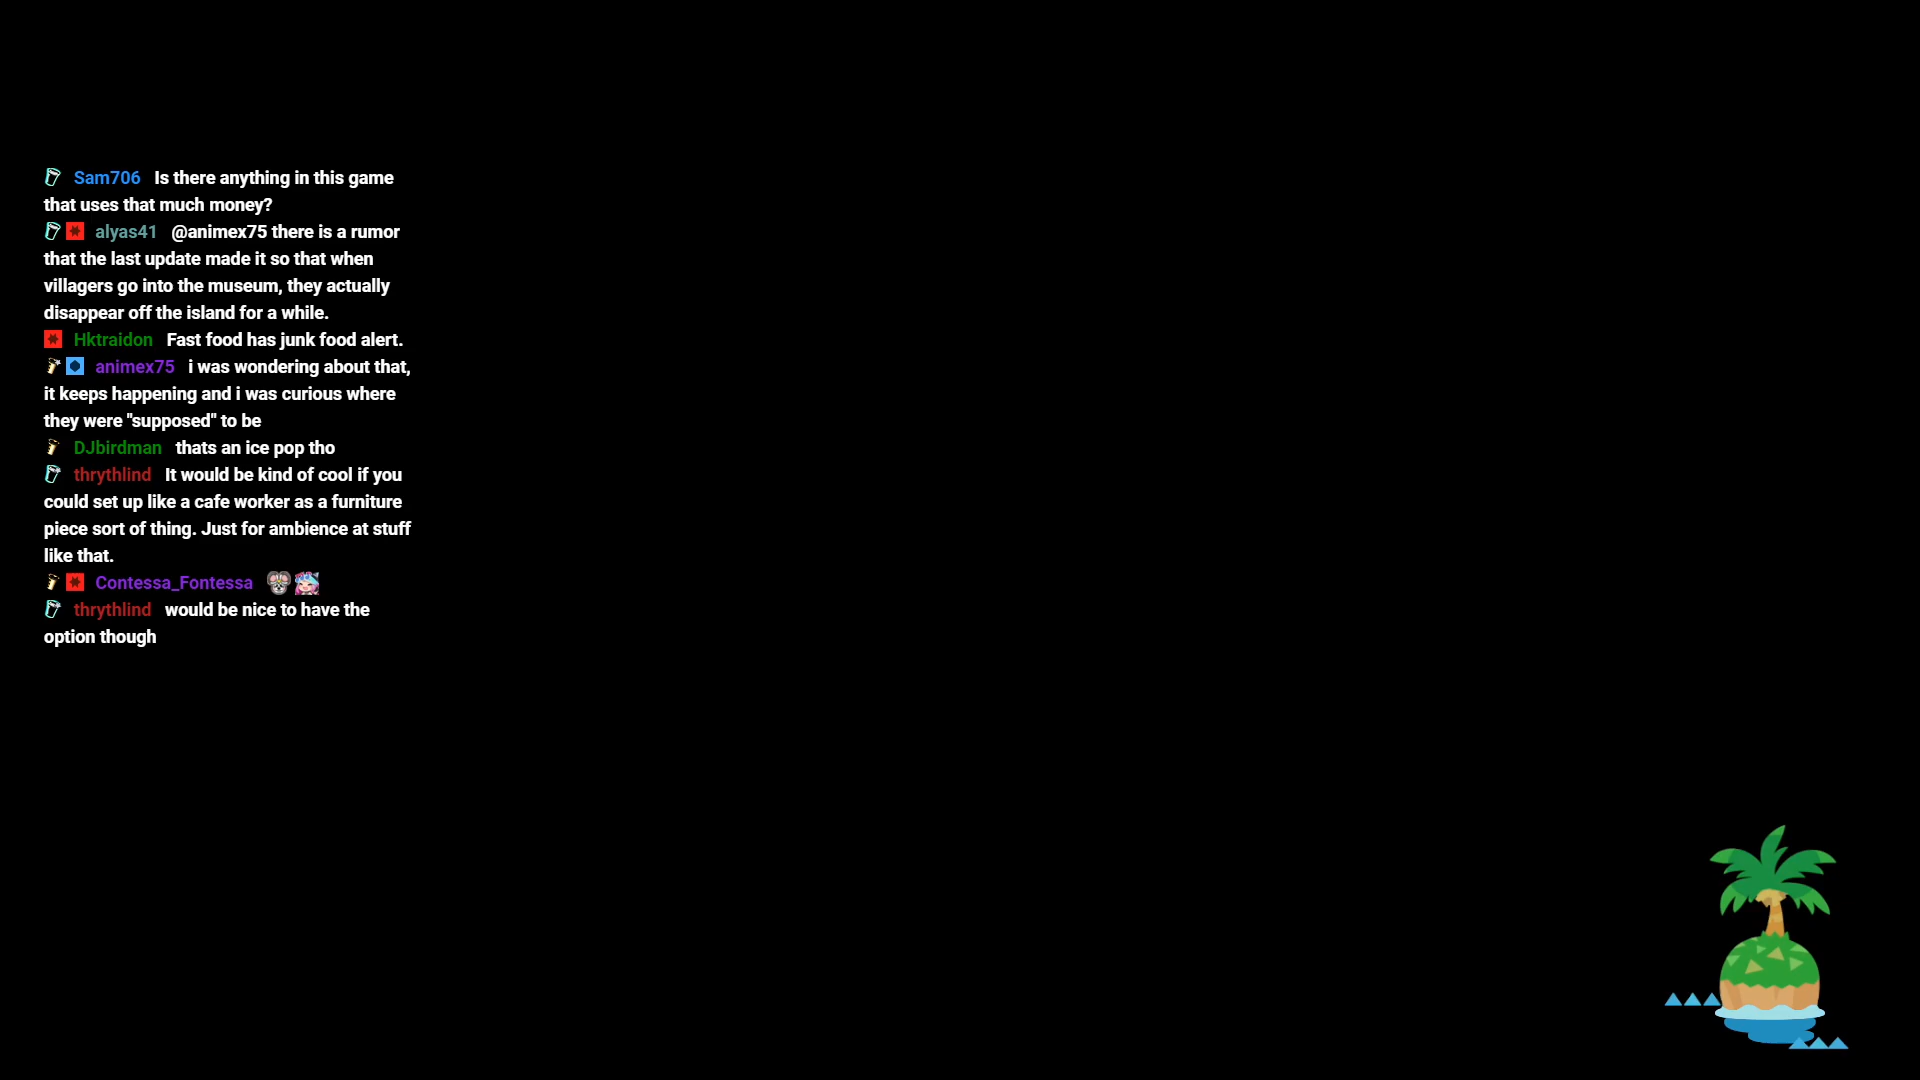 Sam706 Is there anything in this game
that uses that much money?
alyas41 @animex75 there is a rumor
that the last update made it so that when
villagers go into the museum, they actually
disappear off the island for a while.
Hktraidon Fast food has junk food alert.
animex75 i was wondering about that,
it keeps happening and i was curious where
they were "supposed" to be
DJbirdman thats an ice pop tho
thrythlind It would be kind of cool if you
could set up like a cafe worker as a furniture
piece sort of thing. Just for ambience at stuff
like that.
Contessa_Fontessa
thrythlind would be nice to have the
option though